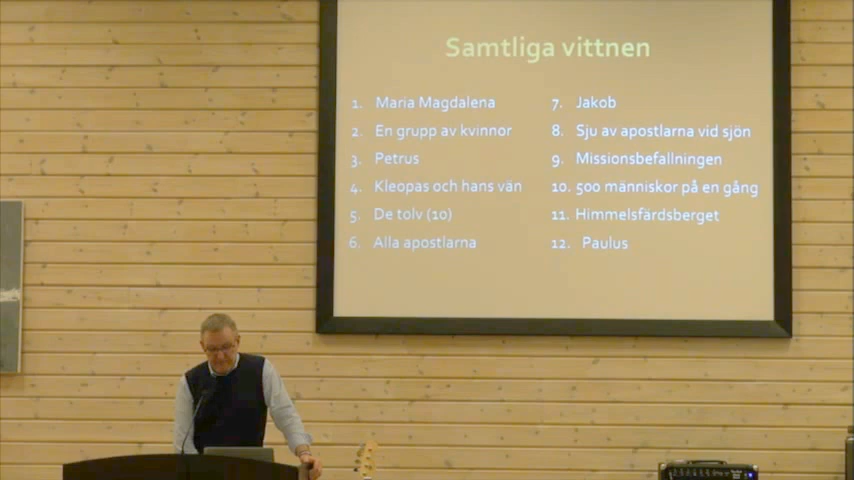 Samtliga vittnen
1. Maria Magdalena
2. En grupp av kvinnor
3. Petrus
4. Kleopas och hans vän
5. De tolv (10)
6. Alla apostlarna
7. Jakob
8. Sju av apostlarna vid sjön
9. Missionsbefallningen
10. 500 människor på en gång
11. Himmelsfärdsberget
12. Paulus